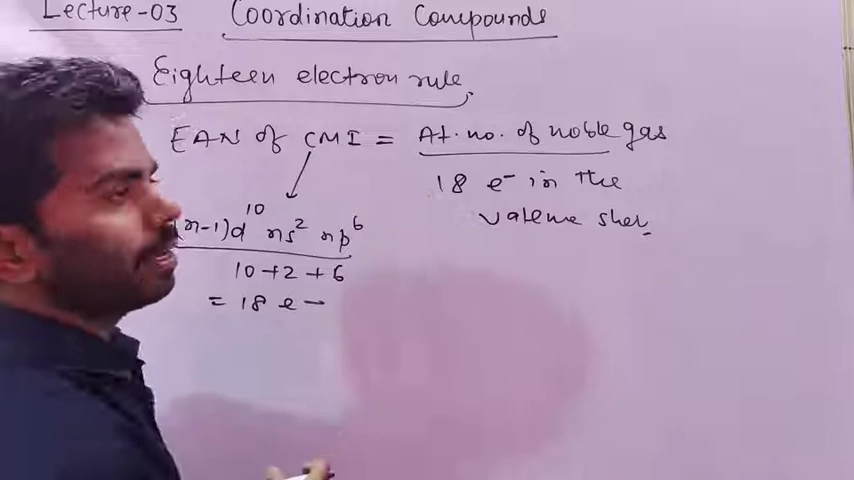 Lecture-03 Coordination Compounds
Eighteen electron rule.
EAN of CMI = At. no. of noble gas
18 e⁻ in the
valence shell
(n-1)d¹⁰ ns² np⁶
10+2+6
= 18 e⁻